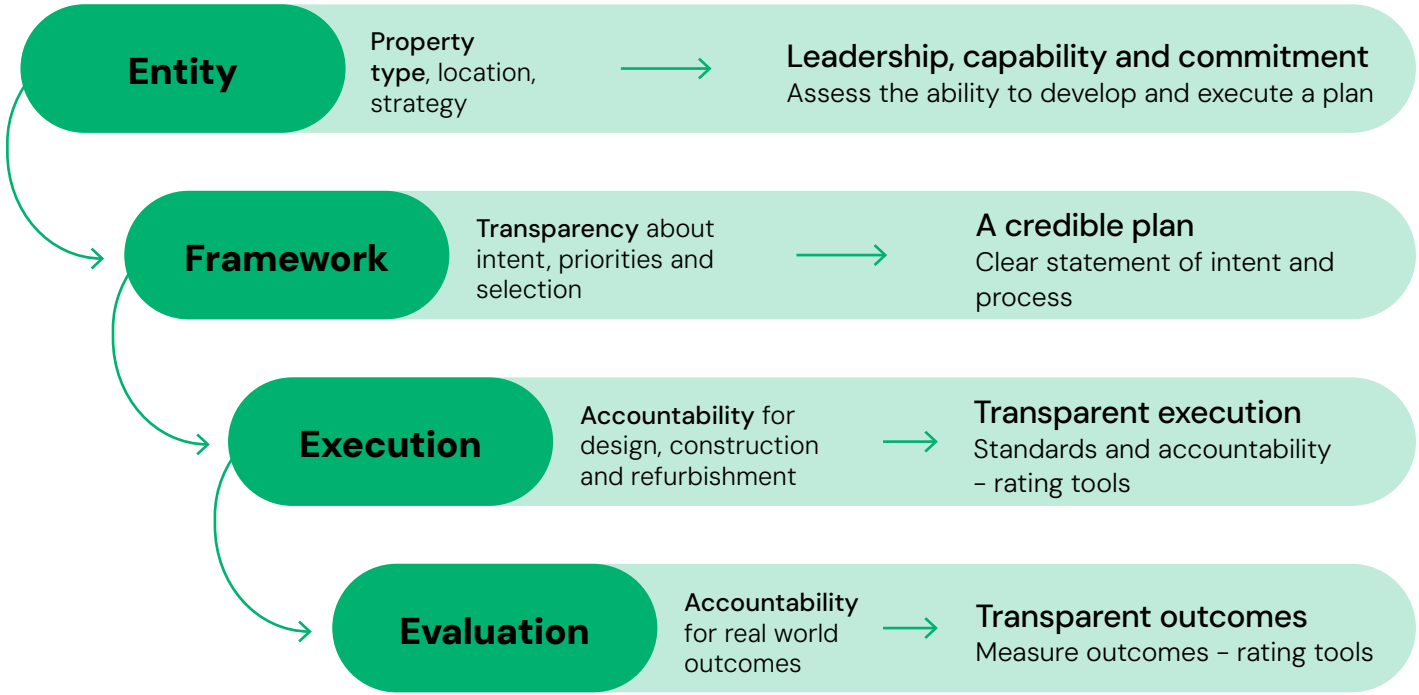 Entity
Property
type, location,
strategy
Leadership, capability and commitment
Assess the ability to develop and execute a plan
Framework
Transparency about
intent, priorities and
selection
A credible plan
Clear statement of intent and
process
Execution
Accountability for
design, construction
and refurbishment
Transparent execution
Standards and accountability
– rating tools
Evaluation
Accountability
for real world
outcomes
Transparent outcomes
Measure outcomes – rating tools